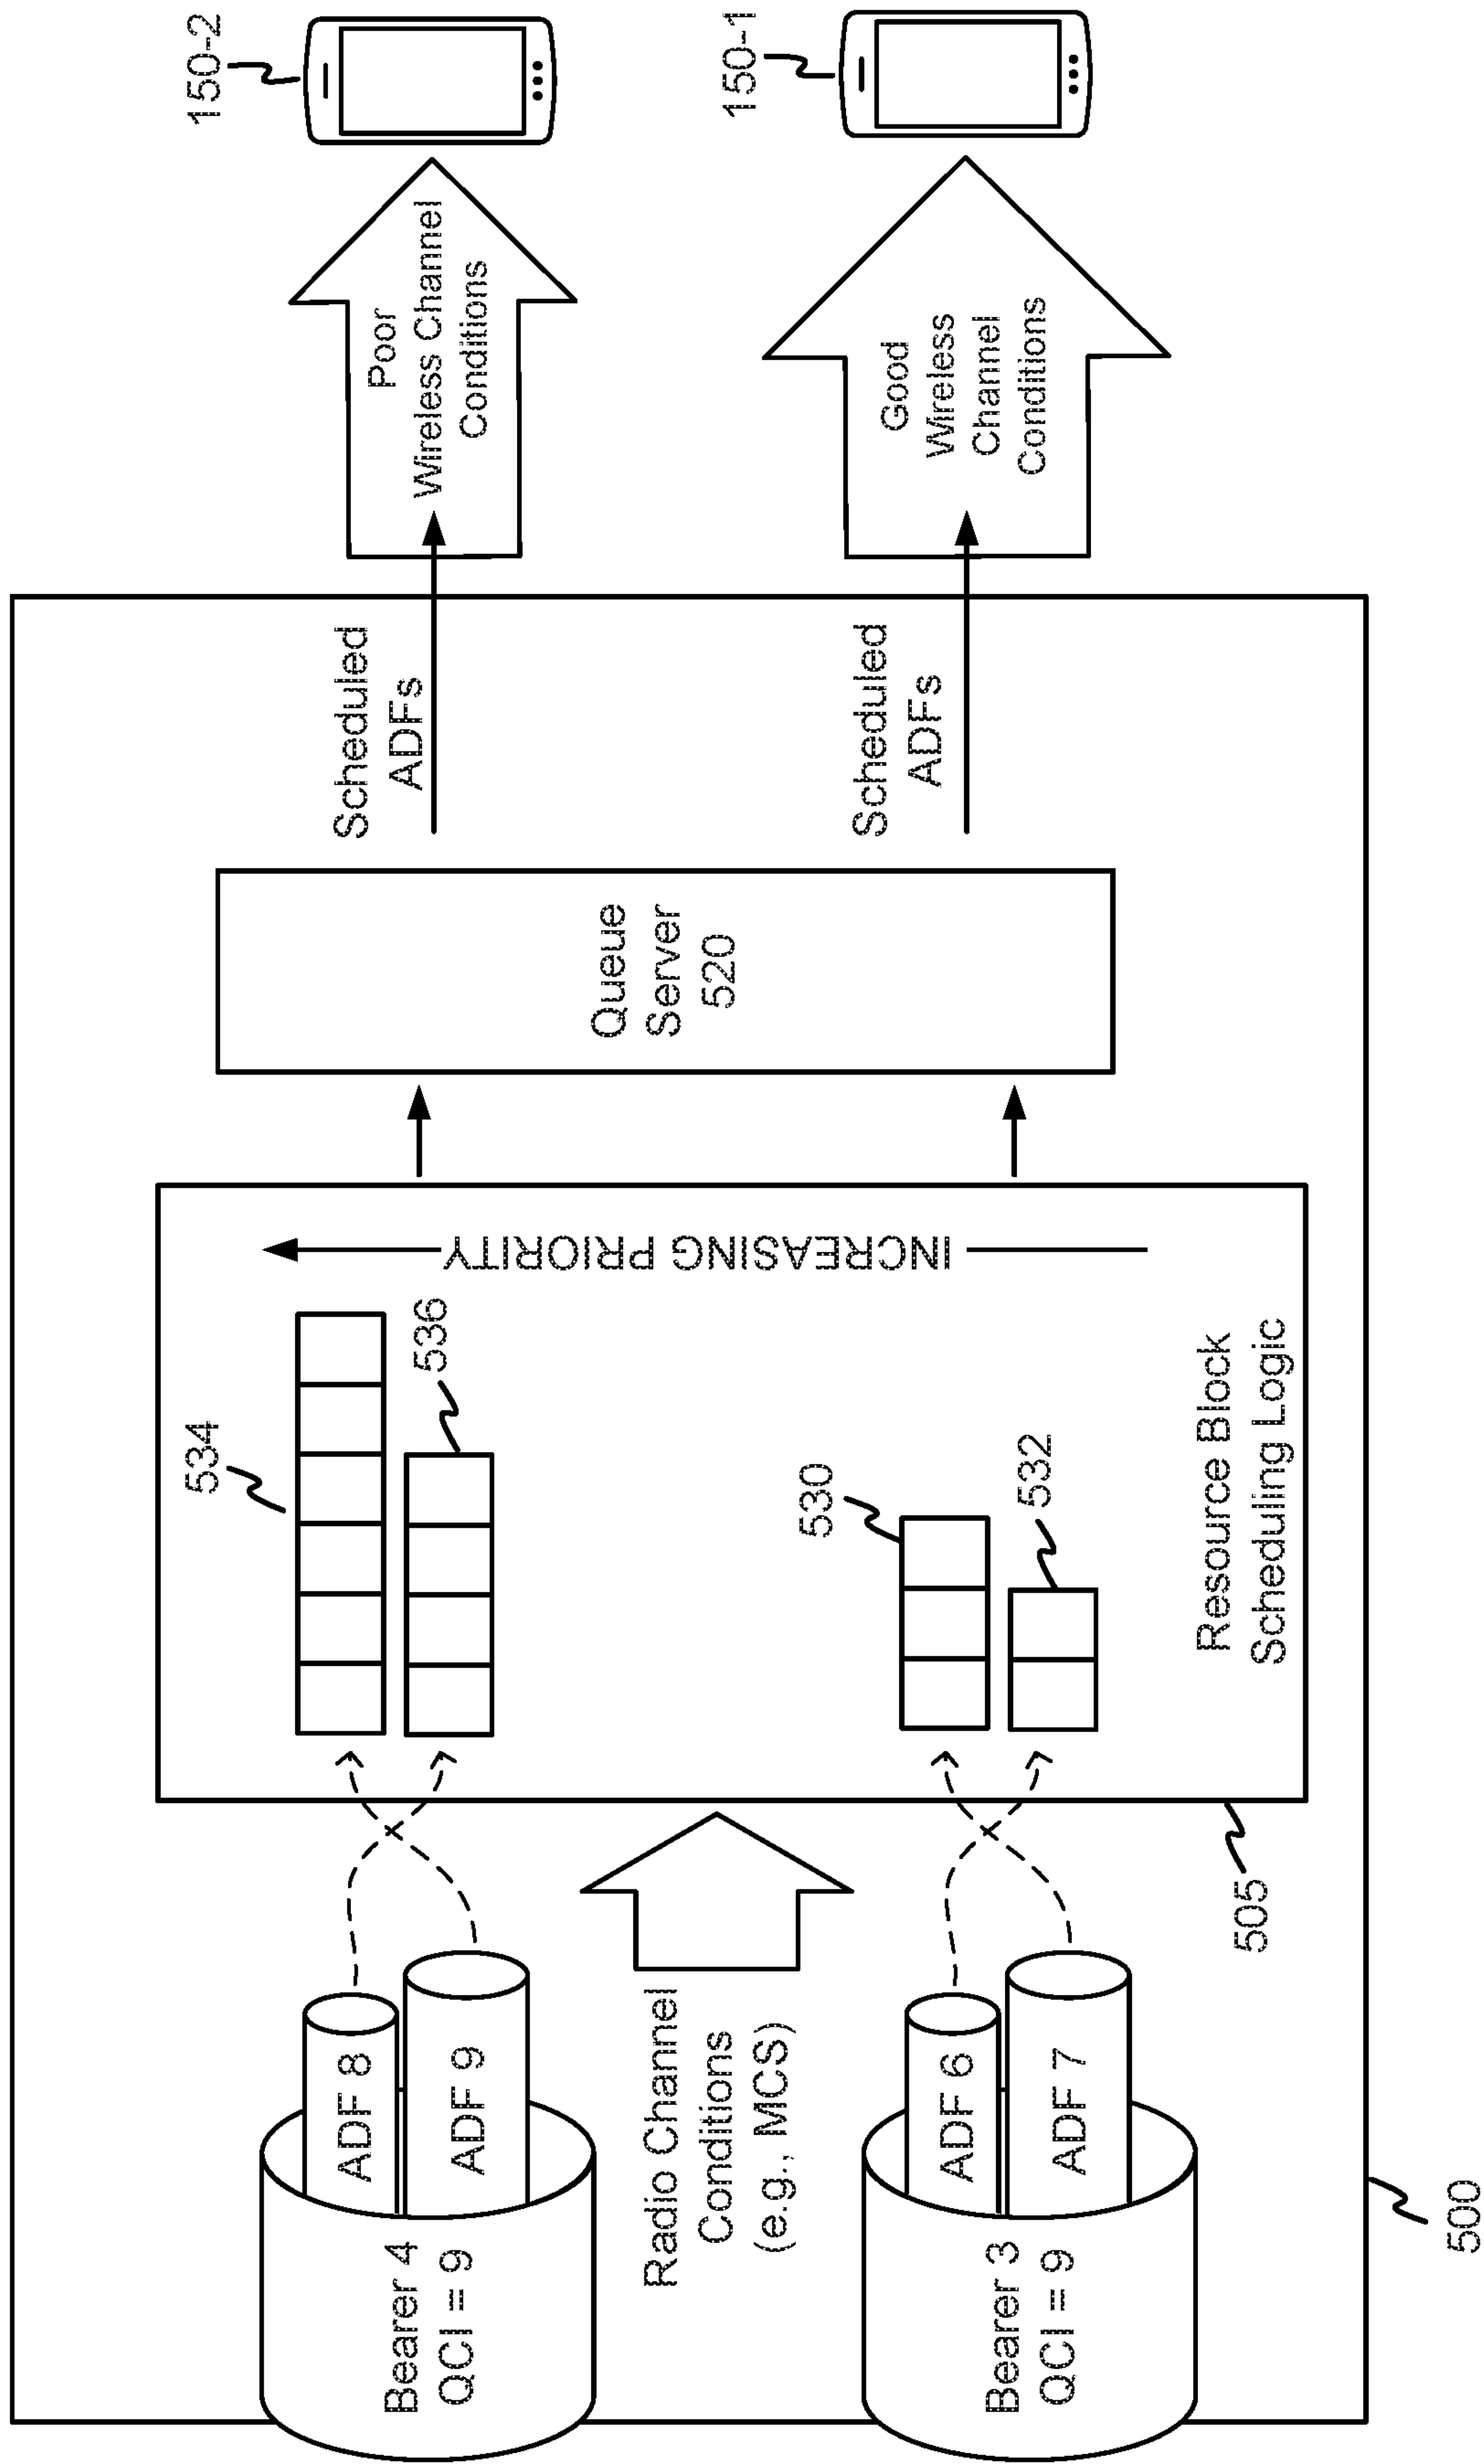 Bearer 4
QCI = 9
ADF 8
ADF 9
Bearer 3
QCI = 9
ADF 6
ADF 7
Radio Channel
Conditions
(e.g., MCS)
534
536
530
532
INCREASING PRIORITY
Resource Block
Scheduling Logic
505
Queue
Server
520
Scheduled
ADFs
Scheduled
ADFs
Poor
Wireless Channel
Conditions
Good
Wireless
Channel
Conditions
150-2
150-1
500